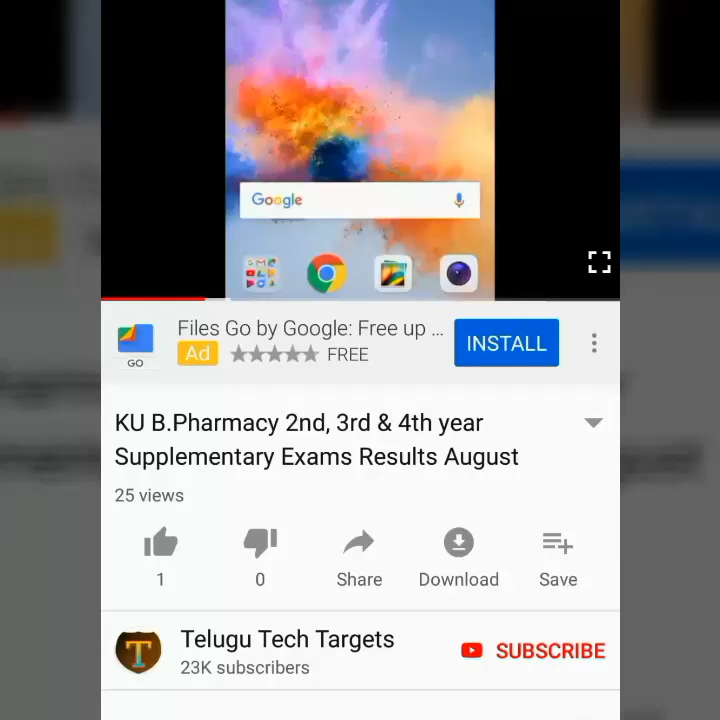 Google
Files Go by Google: Free up ...
GO
Ad
FREE
INSTALL
KU B.Pharmacy 2nd, 3rd & 4th year
Supplementary Exams Results August
25 views
1
0
Share
Download
Save
T
Telugu Tech Targets
23K subscribers
SUBSCRIBE